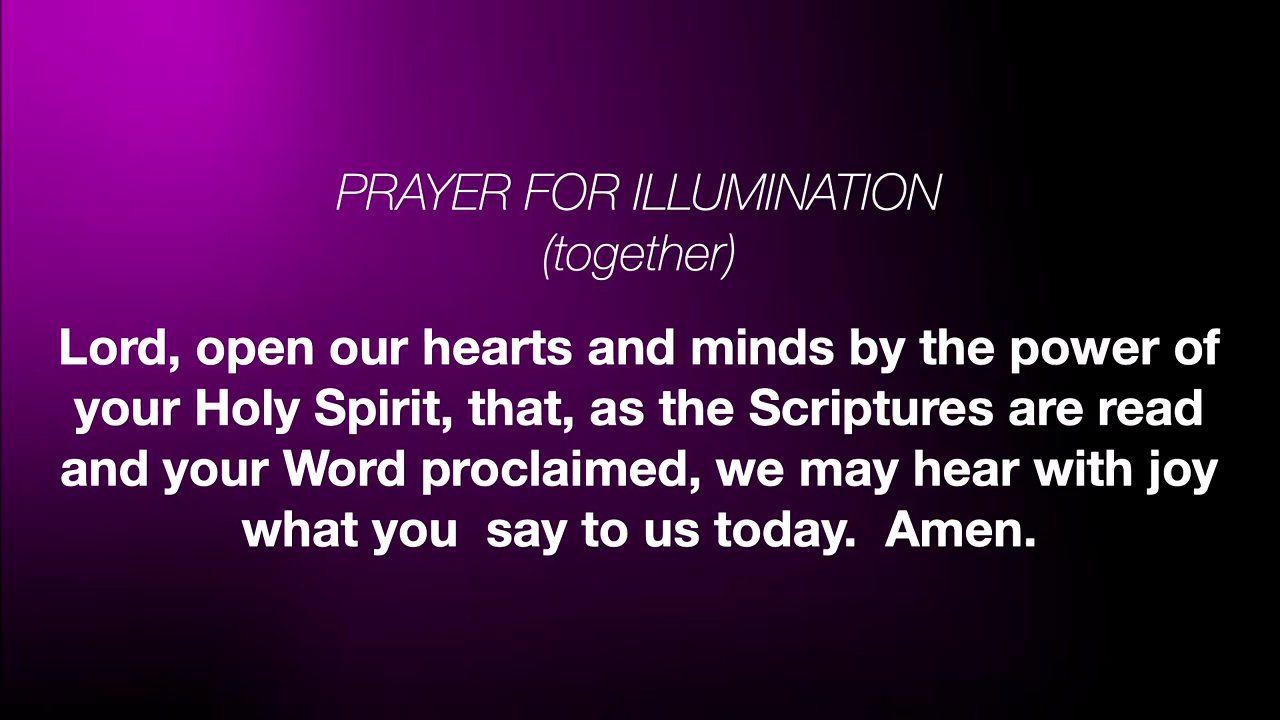 PRAYER FOR ILLUMINATION
(together)
Lord, open our hearts and minds by the power of
your Holy Spirit, that, as the Scriptures are read
and your Word proclaimed, we may hear with joy
what you  say to us today.  Amen.